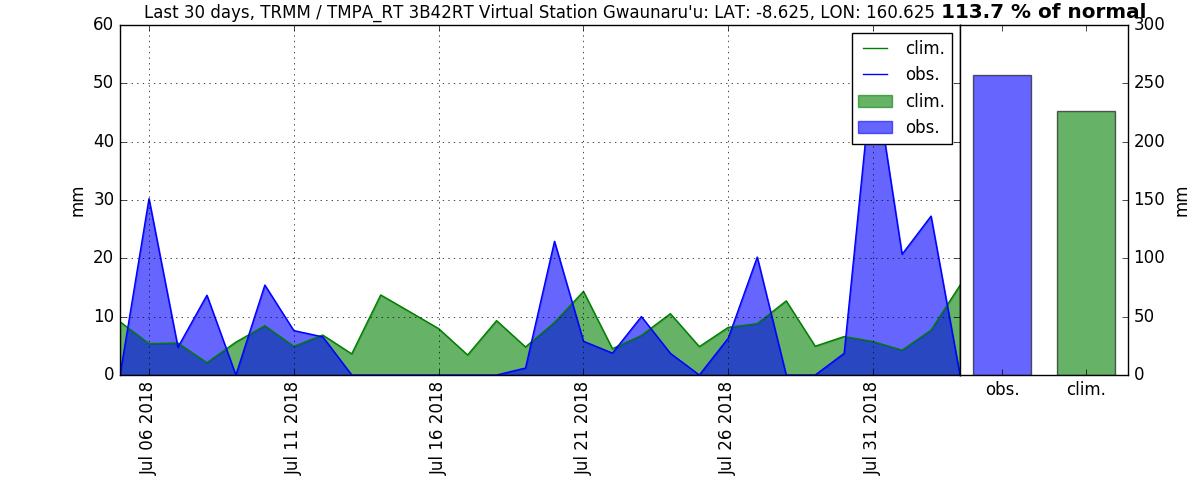 Last 30 days, TRMM / TMPA_RT 3B42RT Virtual Station Gwaunaru'u: LAT: -8.625, LON: 160.625 113.7 % of normal
60
50
40
30
20
10
0
mm
clim.
obs.
clim.
obs.
Jul 06 2018
Jul 11 2018
Jul 16 2018
Jul 21 2018
Jul 26 2018
Jul 31 2018
300
250
200
150
100
50
0
mm
obs.
clim.